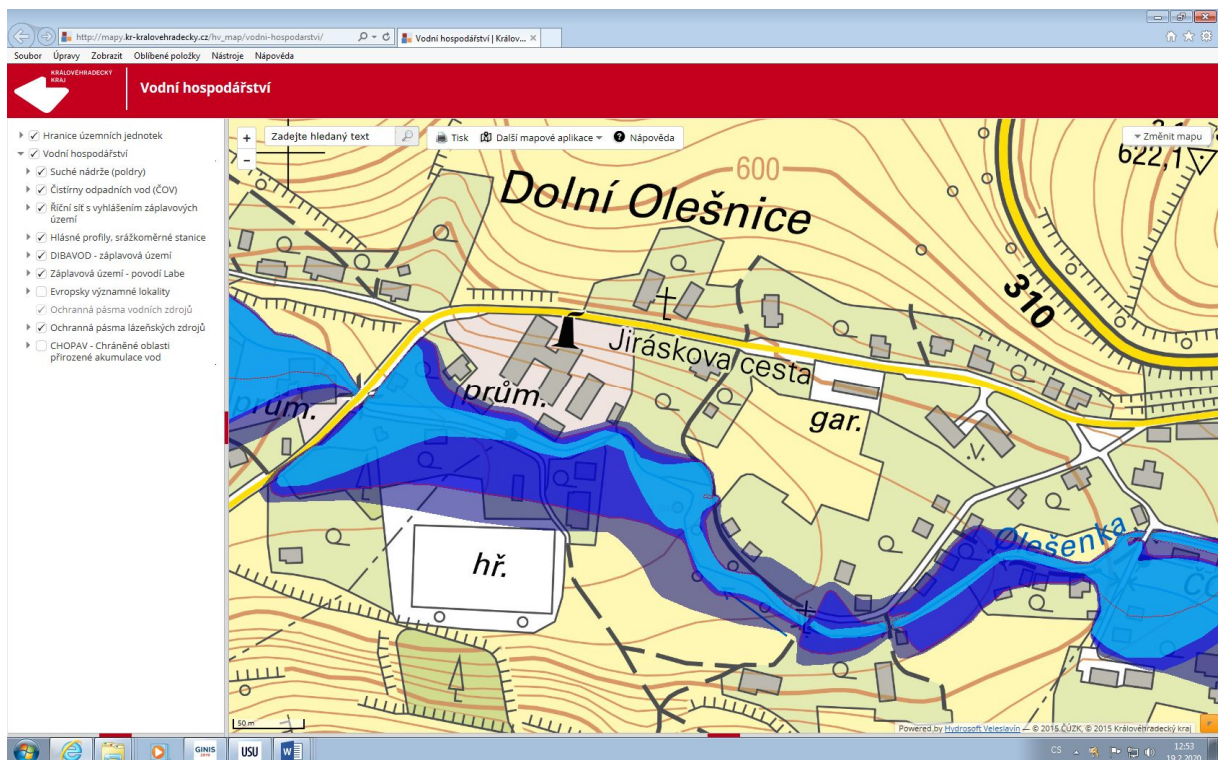 http://mapy.kr-kralovehradecky.cz/hv_map/vodni-hospodarstvi/
Vodní hospodářství | Králov...
Soubor Úpravy Zobrazit Oblíbené položky Nástroje Nápověda
KRÁLOVÉHRADECKÝ
KRAJ
Vodní hospodářství
Hranice územních jednotek
Vodní hospodářství
Suché nádrže (poldry)
Čistírny odpadních vod (ČOV)
Říční síť s vyhlášením záplavových
území
Hlásné profily, srážkoměrné stanice
DIBAVOD - záplavová území
Záplavová území - povodí Labe
Evropsky významné lokality
Ochranná pásma vodních zdrojů
Ochranná pásma lázeňských zdrojů
CHOPAV - Chráněné oblasti
přirozené akumulace vod
+
-
Zadejte hledaný text
Tisk
Další mapové aplikace
Nápověda
Změnit mapu
622,1
600
Dolní Olešnice
310
Jiráskova cesta
prům.
prům.
gar.
.v.
Olešenka
hř.
50 m
Powered by Hydrosoft Veleslavín — © 2015 ČÚZK, © 2015 Královéhradecký kraj
GINIS
USU
W
CS
12:53
19.2.2020